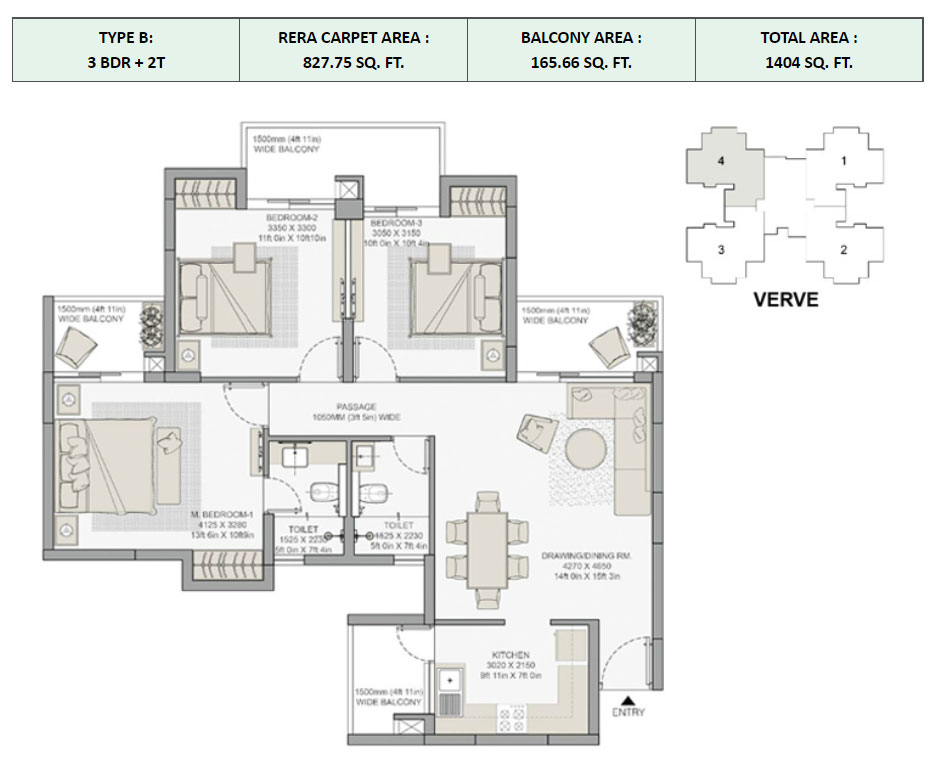 TYPE B:
3 BDR + 2T
RERA CARPET AREA :
827.75 SQ. FT.
BALCONY AREA :
165.66 SQ. FT.
TOTAL AREA :
1404 SQ. FT.
1500mm (4ft 11in)
WIDE BALCONY
4
1
3
2
VERVE
BEDROOM-2
3350 X 3300
11ft 0in X 10ft10in
BEDROOM-3
3050 X 3150
10ft 0in X 10ft 4in
1500mm (4ft 11in)
WIDE BALCONY
1500mm (4ft 11in)
WIDE BALCONY
PASSAGE
1050MM (3ft 5in) WIDE
M. BEDROOM-1
4125 X 3280
13ft 6in X 10ft9in
TOILET
1525 X 2230
5ft 0in X 7ft 4in
TOILET
1525 X 2230
5ft 0in X 7ft 4in
DRAWING/DINING RM.
4270 X 4650
14ft 0in X 15ft 3in
KITCHEN
3020 X 2150
9ft 11in X 7ft 0in
1500mm (4ft 11in)
WIDE BALCONY
ENTRY